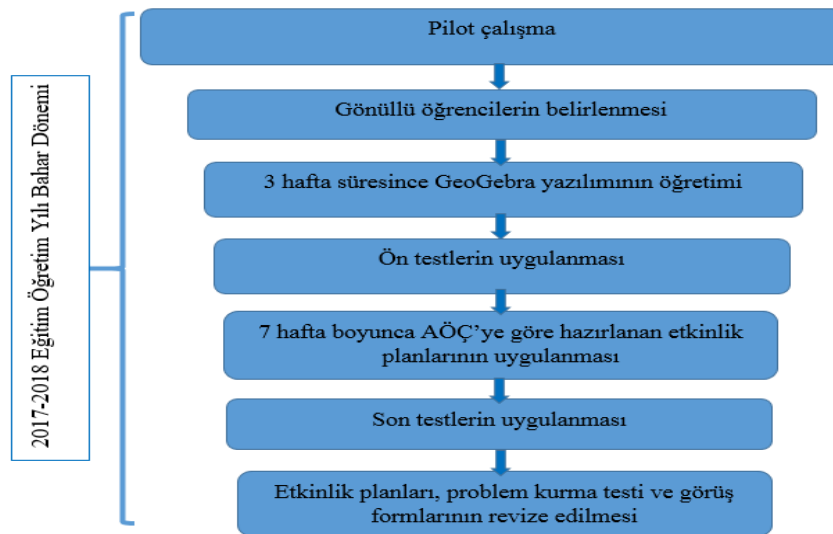 2017-2018 Eğitim Öğretim Yılı Bahar Dönemi
Pilot çalışma
Gönüllü öğrencilerin belirlenmesi
3 hafta süresince GeoGebra yazılımının öğretimi
Ön testlerin uygulanması
7 hafta boyunca AÖÇ’ye göre hazırlanan etkinlik
planlarının uygulanması
Son testlerin uygulanması
Etkinlik planları, problem kurma testi ve görüş
formlarının revize edilmesi